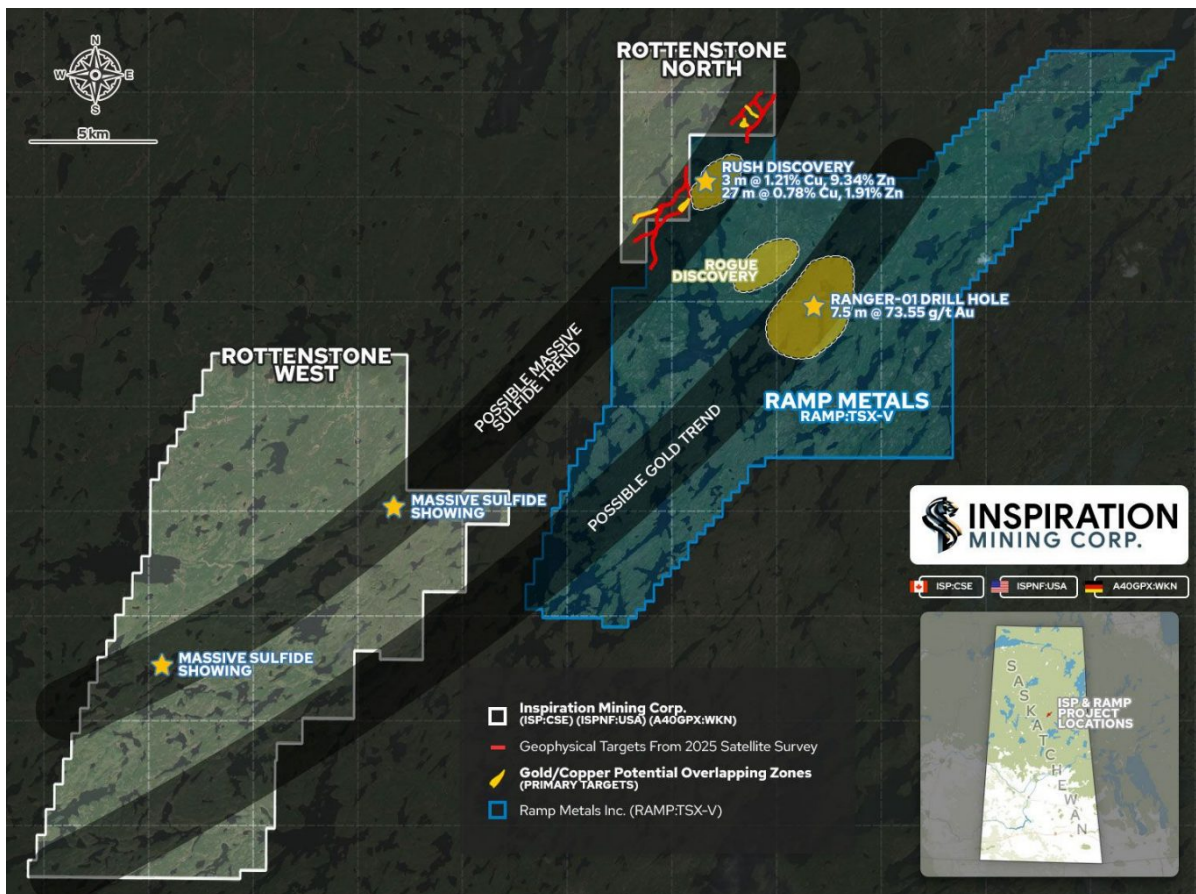 N
W
E
S
5 km
ROTTENSTONE
NORTH
RUSH DISCOVERY
3 m @ 1.21% Cu, 9.34% Zn
27 m @ 0.78% Cu, 1.91% Zn
ROGUE
DISCOVERY
RANGER-01 DRILL HOLE
7.5 m @ 73.55 g/t Au
POSSIBLE MASSIVE
SULFIDE TREND
ROTTENSTONE
WEST
RAMP METALS
RAMP:TSX-V
POSSIBLE GOLD TREND
MASSIVE SULFIDE
SHOWING
MASSIVE SULFIDE
SHOWING
INSPIRATION
MINING CORP.
ISP:CSE
ISPNF:USA
A40GPX:WKN
SASKATCHEWAN
ISP & RAMP
PROJECT
LOCATIONS
Inspiration Mining Corp.
(ISP:CSE) (ISPNF:USA) (A40GPX:WKN)
Geophysical Targets From 2025 Satellite Survey
Gold/Copper Potential Overlapping Zones
(PRIMARY TARGETS)
Ramp Metals Inc. (RAMP:TSX-V)